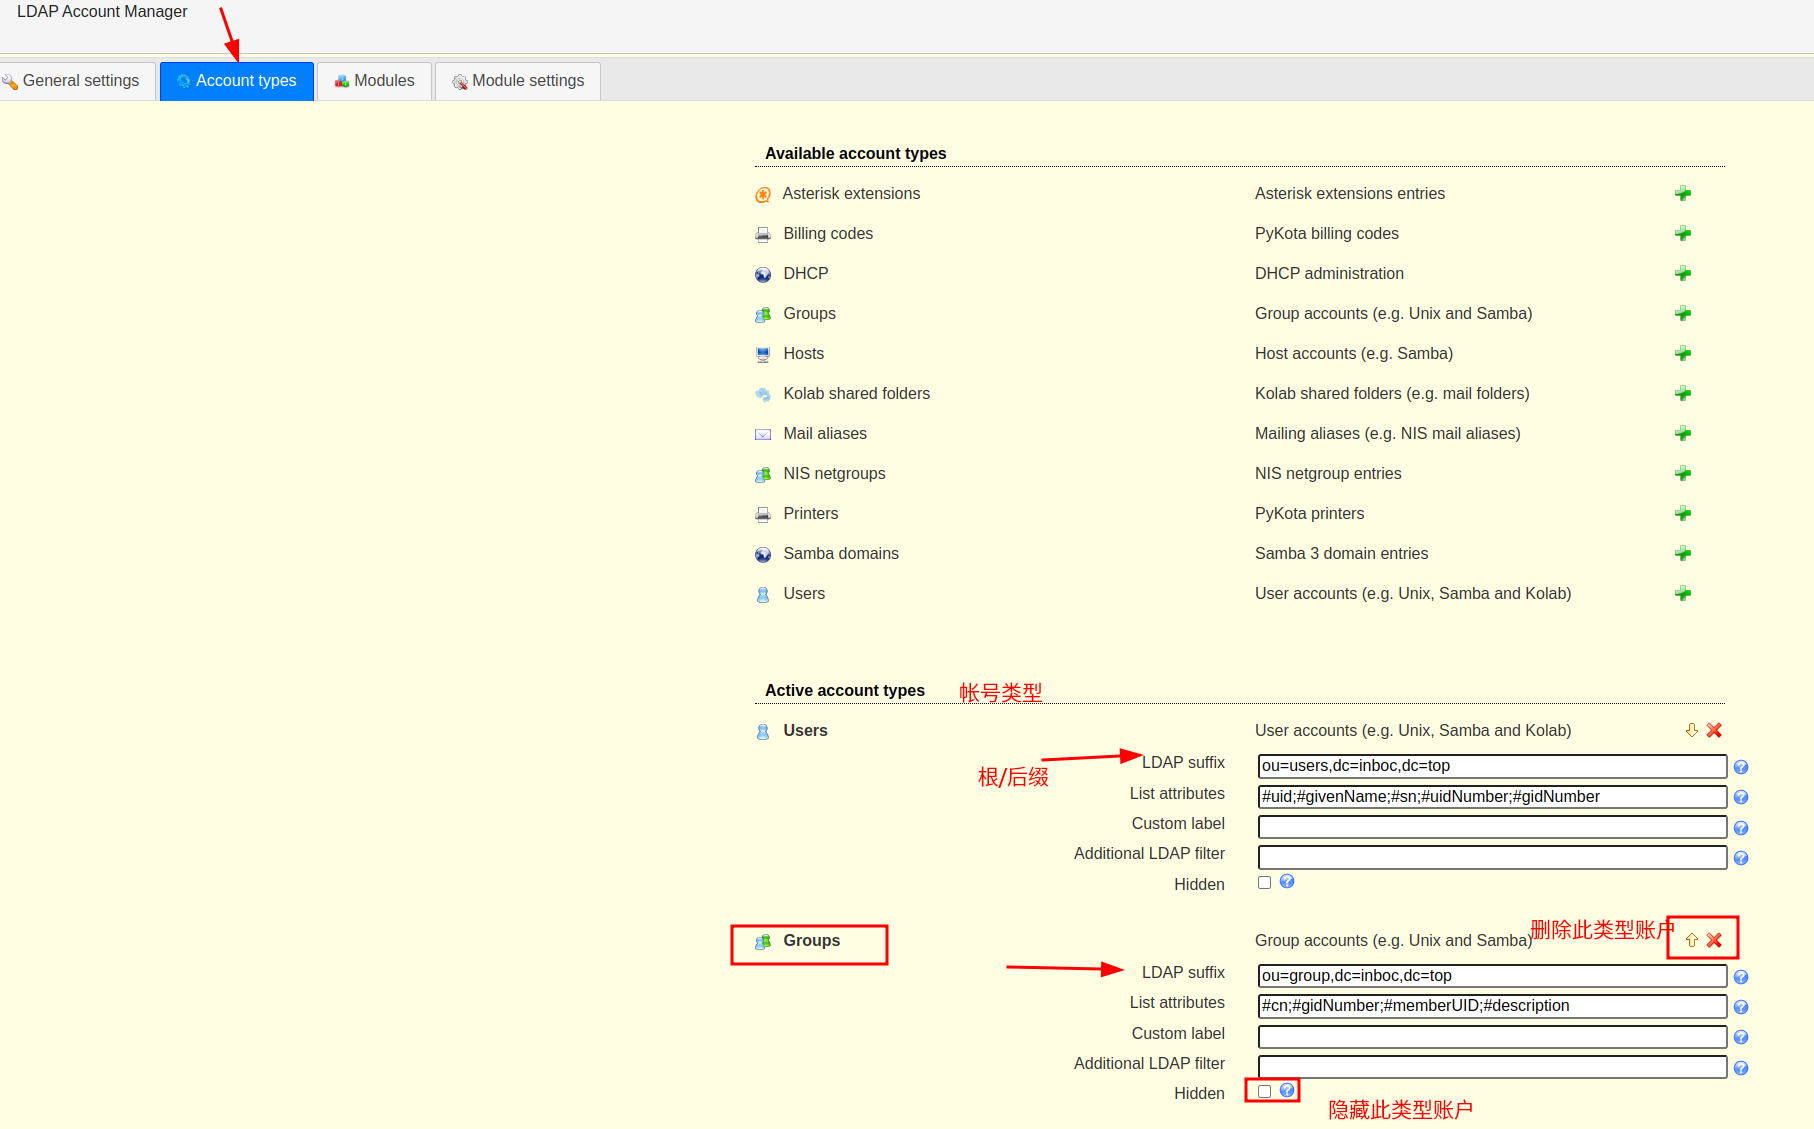 LDAP Account Manager
General settings Account types Modules Module settings
Available account types
Asterisk extensions Asterisk extensions entries
Billing codes PyKota billing codes
DHCP DHCP administration
Groups Group accounts (e.g. Unix and Samba)
Hosts Host accounts (e.g. Samba)
Kolab shared folders Kolab shared folders (e.g. mail folders)
Mail aliases Mailing aliases (e.g. NIS mail aliases)
NIS netgroups NIS netgroup entries
Printers PyKota printers
Samba domains Samba 3 domain entries
Users User accounts (e.g. Unix, Samba and Kolab)
Active account types 帐号类型
Users User accounts (e.g. Unix, Samba and Kolab)
根/后缀 LDAP suffix ou=users,dc=inboc,dc=top
List attributes #uid;#givenName;#sn;#uidNumber;#gidNumber
Custom label
Additional LDAP filter
Hidden
Groups Group accounts (e.g. Unix and Samba) 删除此类型账户
LDAP suffix ou=group,dc=inboc,dc=top
List attributes #cn;#gidNumber;#memberUID;#description
Custom label
Additional LDAP filter
Hidden
隐藏此类型账户